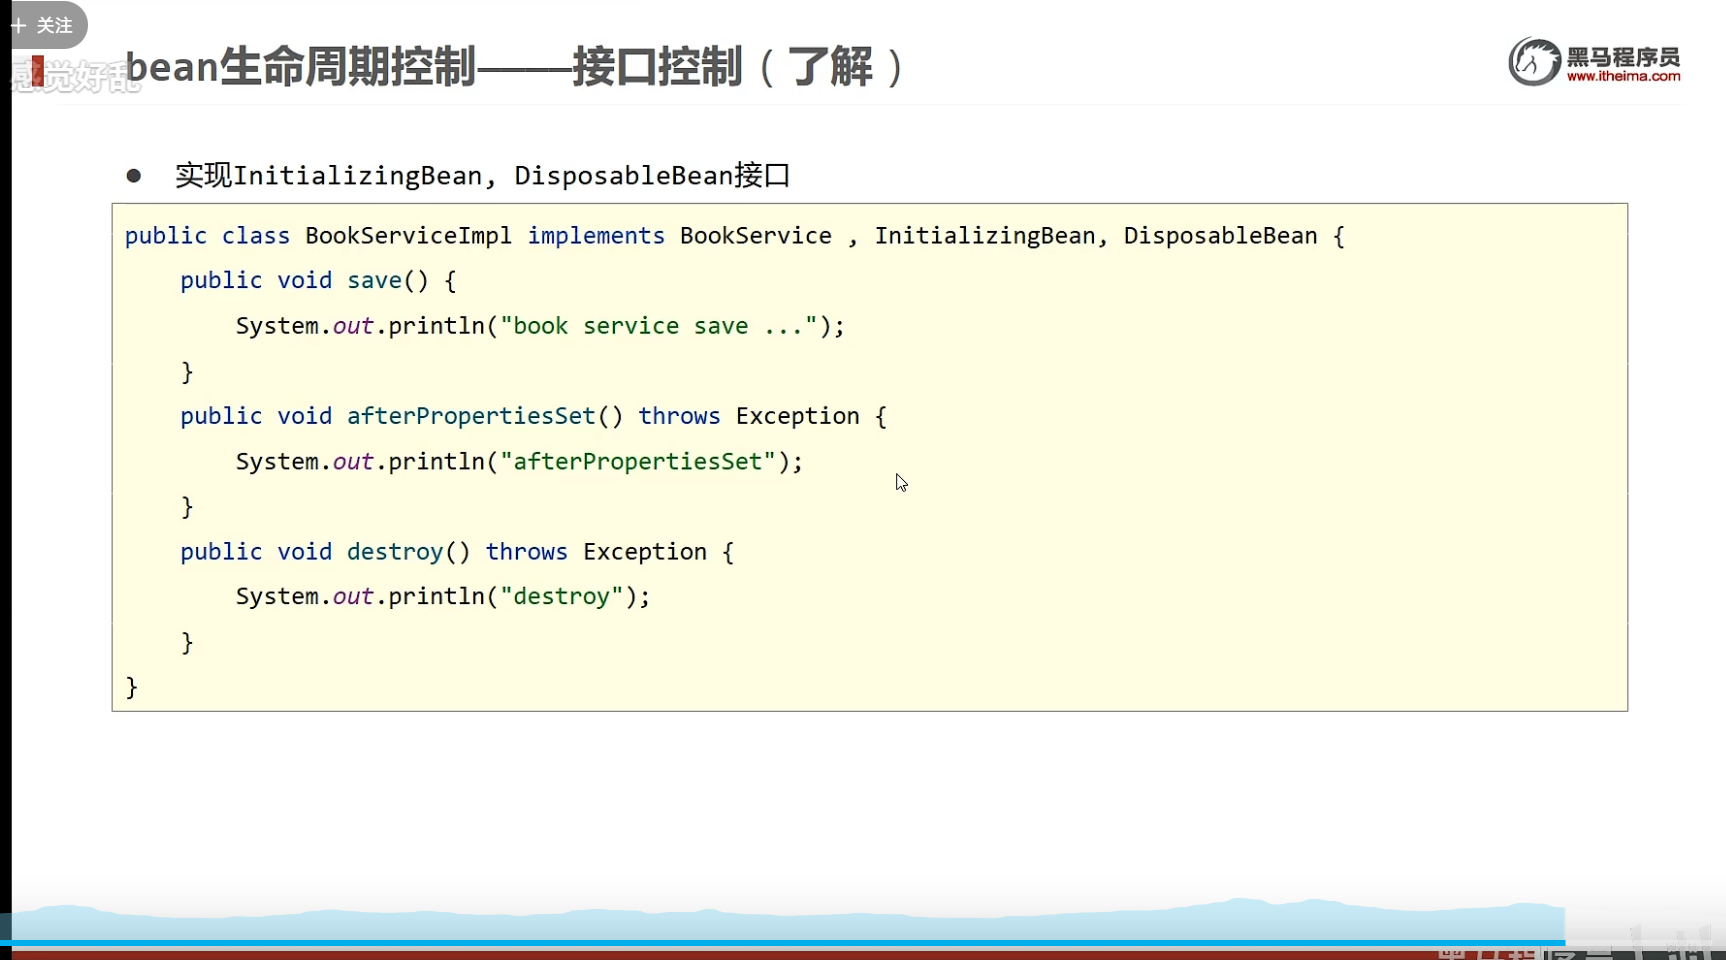 + 关注
感觉好乱
bean生命周期控制——接口控制（了解）
黑马程序员
www.itheima.com
● 实现InitializingBean, DisposableBean接口
public class BookServiceImpl implements BookService , InitializingBean, DisposableBean {
    public void save() {
        System.out.println("book service save ...");
    }
    public void afterPropertiesSet() throws Exception {
        System.out.println("afterPropertiesSet");
    }
    public void destroy() throws Exception {
        System.out.println("destroy");
    }
}